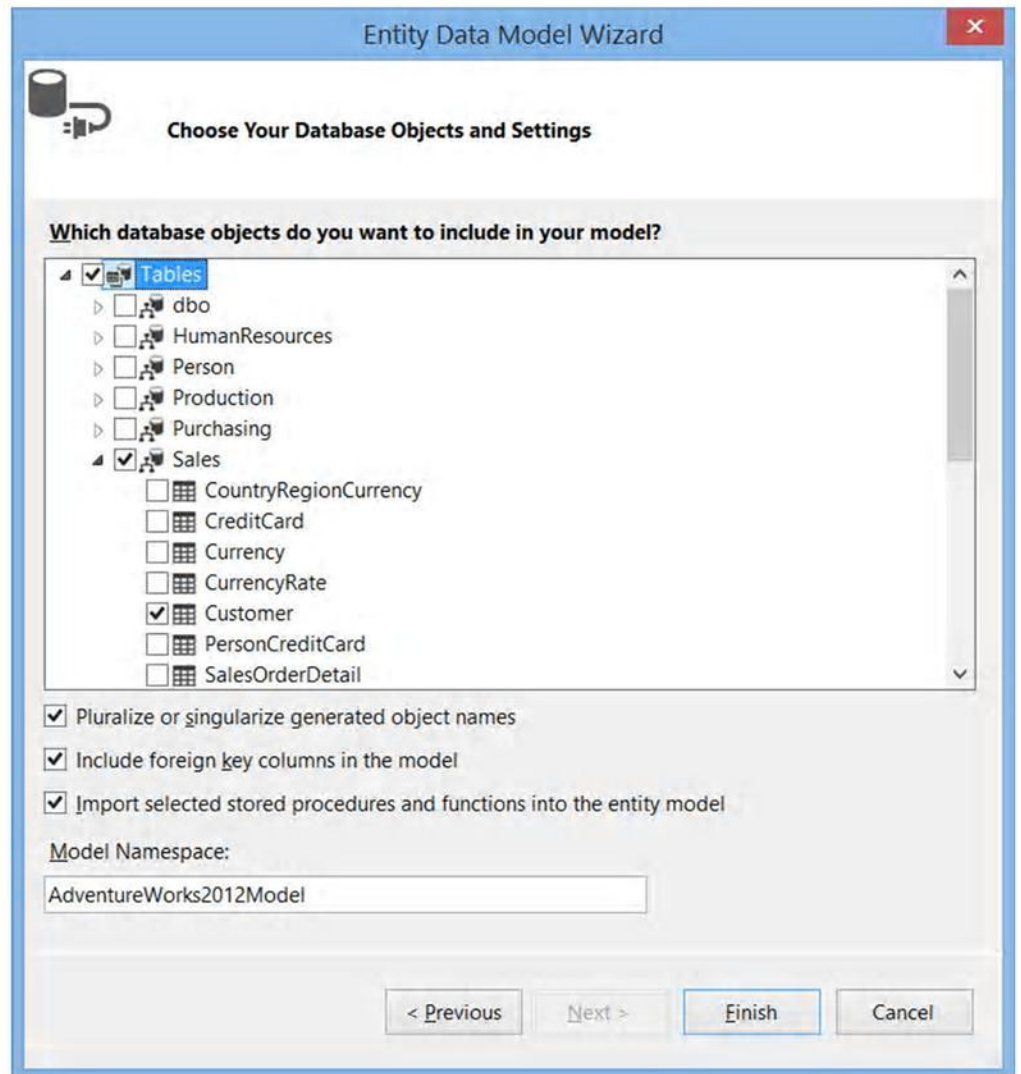 Entity Data Model Wizard
Choose Your Database Objects and Settings
Which database objects do you want to include in your model?
Tables
dbo
HumanResources
Person
Production
Purchasing
Sales
CountryRegionCurrency
CreditCard
Currency
CurrencyRate
Customer
PersonCreditCard
SalesOrderDetail
Pluralize or singularize generated object names
Include foreign key columns in the model
Import selected stored procedures and functions into the entity model
Model Namespace:
AdventureWorks2012Model
< Previous Next > Finish Cancel